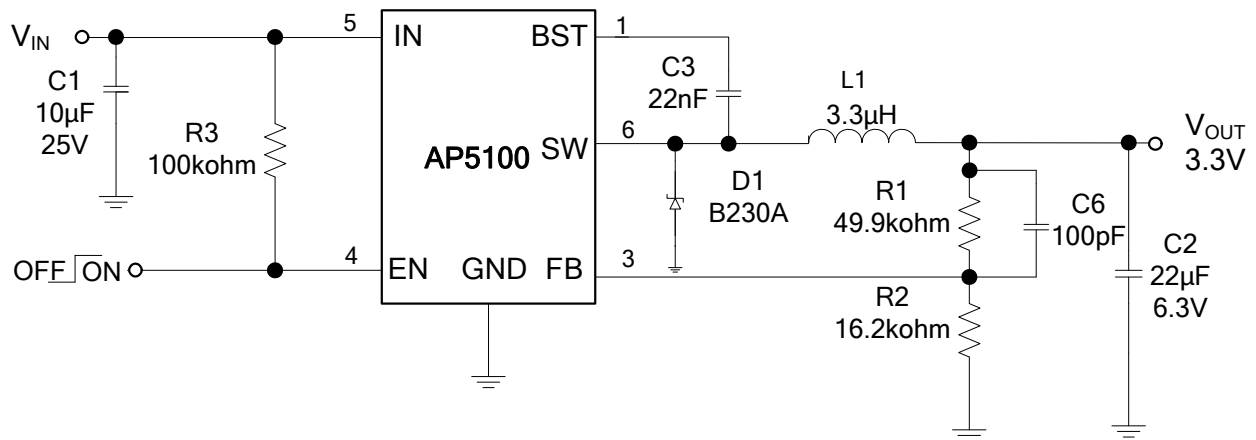 V_IN
5
IN
BST
1
C1
10µF
25V
R3
100kohm
C3
22nF
L1
3.3µH
6
SW
AP5100
V_OUT
3.3V
D1
B230A
R1
49.9kohm
C6
100pF
C2
22µF
6.3V
OFF ON
4
EN
GND
FB
3
R2
16.2kohm